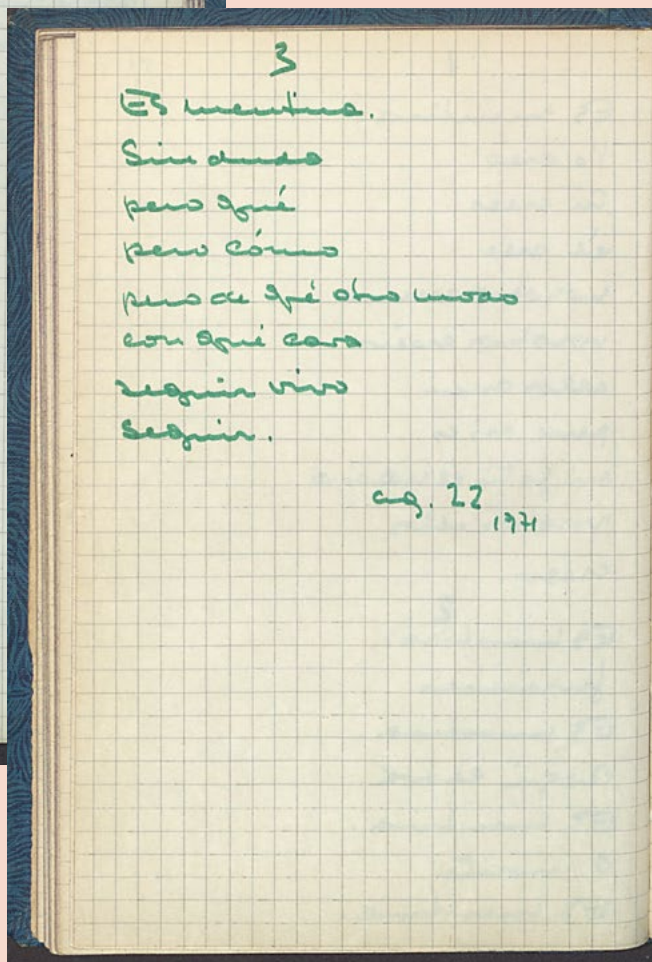 3
Es mentira.
Sin duda
pero qué
pero cómo
pero de qué otro modo
con qué cara
seguir vivo
seguir.
ag. 22
1971